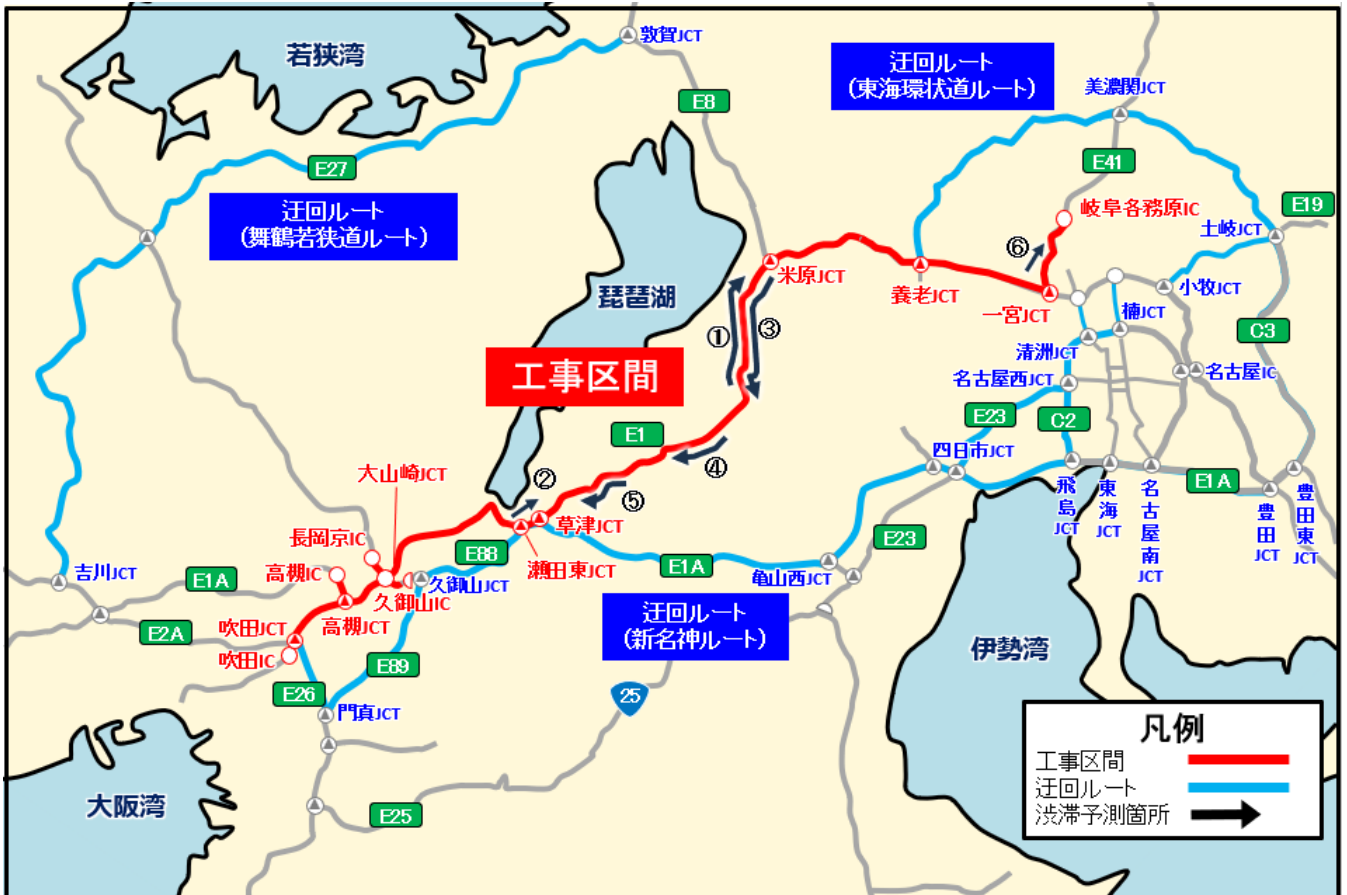 若狭湾
敦賀JCT
迂回ルート
(東海環状道ルート)
美濃関JCT
E8
E41
E27
迂回ルート
(舞鶴若狭道ルート)
岐阜各務原IC
E19
土岐JCT
⑥
米原JCT
養老JCT
一宮JCT
小牧JCT
楠JCT
琵琶湖
①
③
清洲JCT
C3
工事区間
名古屋西JCT
名古屋IC
E23
C2
E1
四日市JCT
④
大山崎JCT
②
⑤
飛島JCT
東海JCT
名古屋南JCT
E1A
豊田JCT
豊田東JCT
草津JCT
長岡京IC
E88
瀬田東JCT
E23
吉川JCT
E1A
高槻IC
久御山JCT
E1A
亀山西JCT
久御山IC
高槻JCT
迂回ルート
(新名神ルート)
E2A
吹田JCT
吹田IC
E89
伊勢湾
E26
25
門真JCT
凡例
工事区間
迂回ルート
渋滞予測箇所
大阪湾
E25